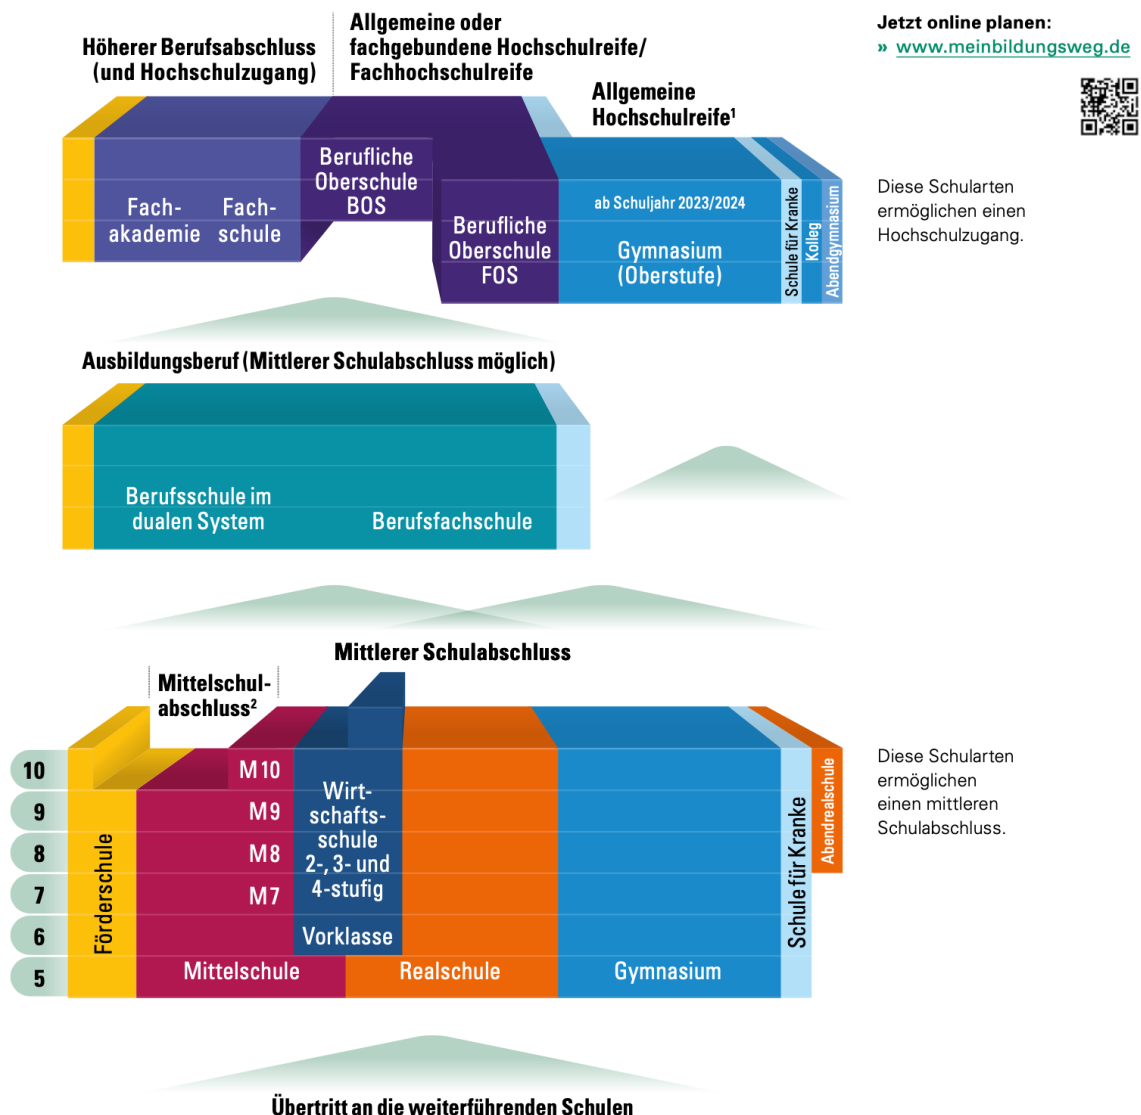 Jetzt online planen:
» www.meinbildungsweg.de
Höherer Berufsabschluss
(und Hochschulzugang)
Allgemeine oder
fachgebundene Hochschulreife/
Fachhochschulreife
Allgemeine
Hochschulreife¹
Fach-
akademie
Fach-
schule
Berufliche
Oberschule
BOS
Berufliche
Oberschule
FOS
ab Schuljahr 2023/2024
Gymnasium
(Oberstufe)
Schule für Kranke
Kolleg
Abendgymnasium
Diese Schularten
ermöglichen einen
Hochschulzugang.
Ausbildungsberuf (Mittlerer Schulabschluss möglich)
Berufsschule im
dualen System
Berufsfachschule
Mittlerer Schulabschluss
Mittelschul-
abschluss²
10
9
8
7
6
5
Förderschule
M10
M9
M8
M7
Mittelschule
Wirt-
schafts-
schule
2-, 3- und
4-stufig
Vorklasse
Realschule
Gymnasium
Schule für Kranke
Abendrealschule
Diese Schularten
ermöglichen
einen mittleren
Schulabschluss.
Übertritt an die weiterführenden Schulen